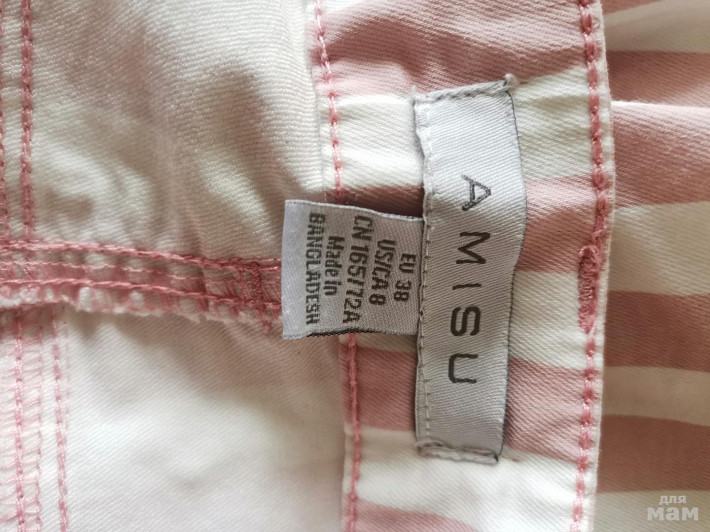 AMISU
EU 38
US/CA 8
CN 165/72A
Made in
BANGLADESH
для
мам